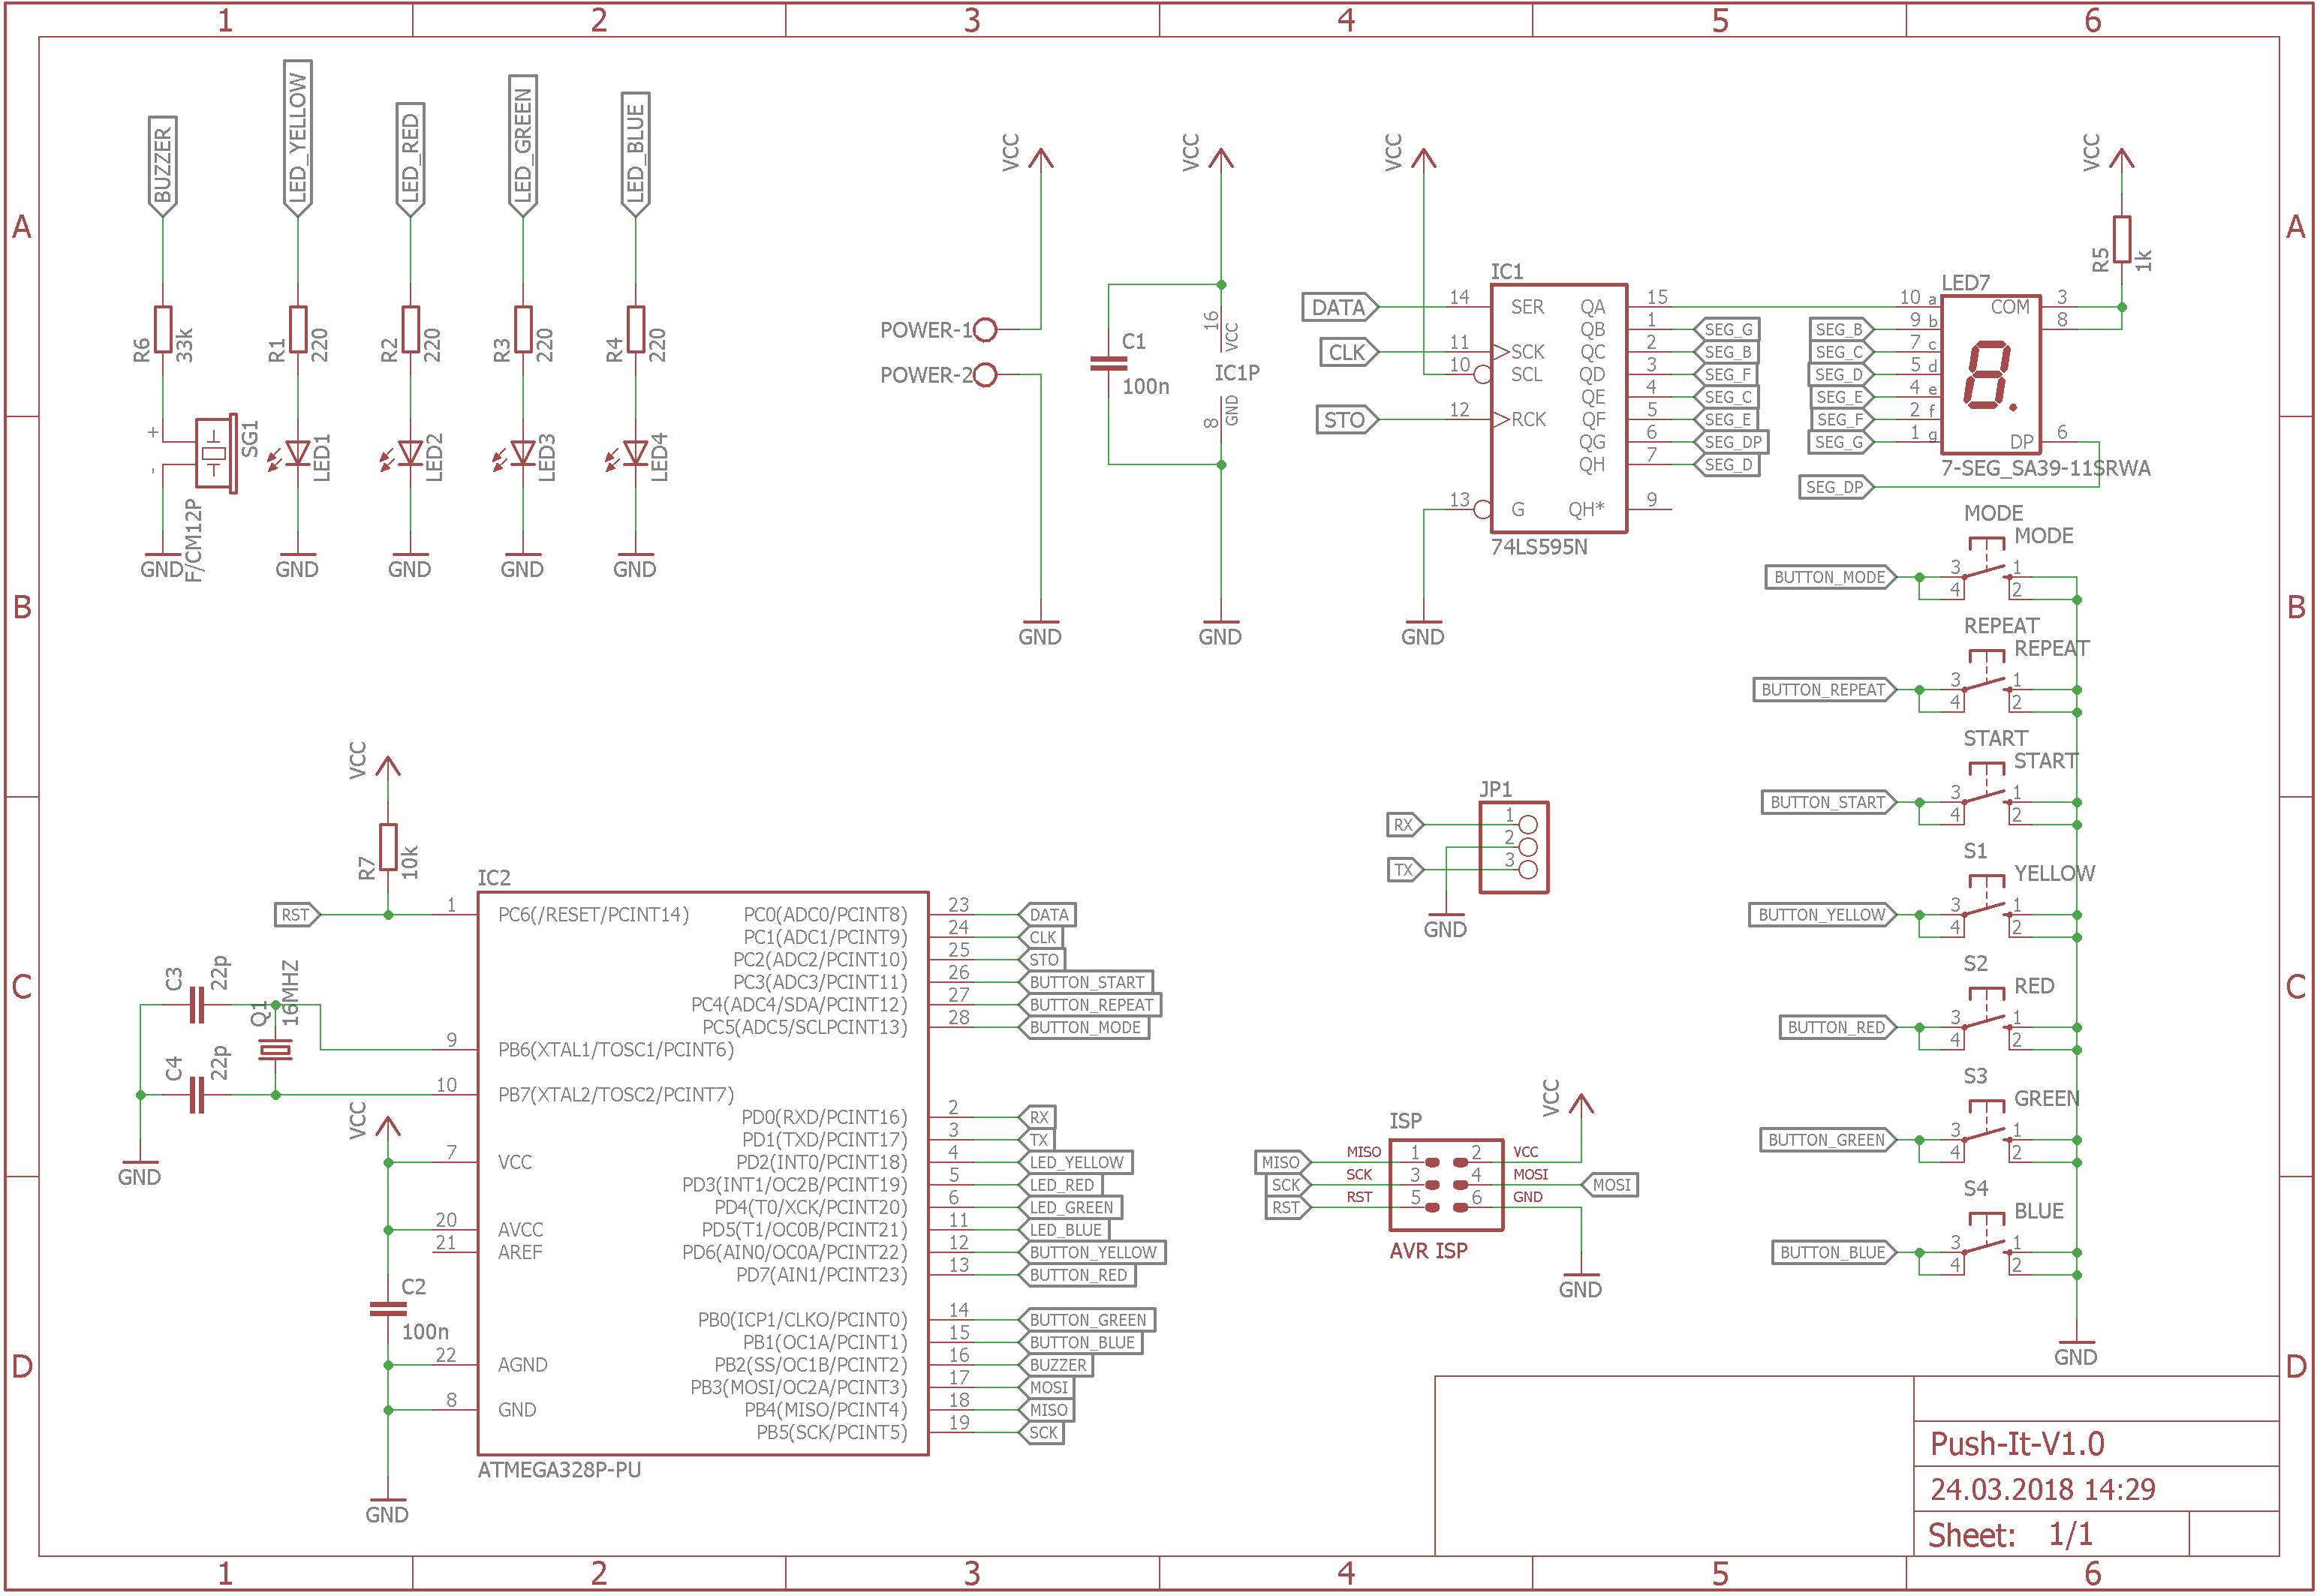 1 2 3 4 5 6
A
B
C
D
A
B
C
D
BUZZER
LED_YELLOW
LED_RED
LED_GREEN
LED_BLUE
R6
33k
R1
220
R2
220
R3
220
R4
220
+
-
SG1
F/CM12P
LED1
LED2
LED3
LED4
GND
GND
GND
GND
GND
VCC
POWER-1
POWER-2
GND
VCC
C1
100n
16
VCC
IC1P
8
GND
GND
VCC
DATA
CLK
STO
IC1
14 SER QA 15
QB 1 SEG_G
11 SCK QC 2 SEG_B
10 SCL QD 3 SEG_F
QE 4 SEG_C
12 RCK QF 5 SEG_E
QG 6 SEG_DP
QH 7 SEG_D
13 G QH* 9
74LS595N
GND
VCC
R5
1k
LED7
10 a COM 3
SEG_B 9 b 8
SEG_C 7 c
SEG_D 5 d
SEG_E 4 e
SEG_F 2 f
SEG_G 1 g DP 6
7-SEG_SA39-11SRWA
SEG_DP
MODE
MODE
BUTTON_MODE 3 1
4 2
REPEAT
REPEAT
BUTTON_REPEAT 3 1
4 2
START
START
BUTTON_START 3 1
4 2
S1
YELLOW
BUTTON_YELLOW 3 1
4 2
S2
RED
BUTTON_RED 3 1
4 2
S3
GREEN
BUTTON_GREEN 3 1
4 2
S4
BLUE
BUTTON_BLUE 3 1
4 2
GND
VCC
R7
10k
RST
C3
22p
Q1
16MHZ
C4
22p
GND
VCC
C2
100n
GND
IC2
1 PC6(/RESET/PCINT14) PC0(ADC0/PCINT8) 23 DATA
PC1(ADC1/PCINT9) 24 CLK
PC2(ADC2/PCINT10) 25 STO
PC3(ADC3/PCINT11) 26 BUTTON_START
PC4(ADC4/SDA/PCINT12) 27 BUTTON_REPEAT
PC5(ADC5/SCLPCINT13) 28 BUTTON_MODE
9 PB6(XTAL1/TOSC1/PCINT6)
10 PB7(XTAL2/TOSC2/PCINT7)
PD0(RXD/PCINT16) 2 RX
PD1(TXD/PCINT17) 3 TX
7 VCC PD2(INT0/PCINT18) 4 LED_YELLOW
PD3(INT1/OC2B/PCINT19) 5 LED_RED
PD4(T0/XCK/PCINT20) 6 LED_GREEN
20 AVCC PD5(T1/OC0B/PCINT21) 11 LED_BLUE
21 AREF PD6(AIN0/OC0A/PCINT22) 12 BUTTON_YELLOW
PD7(AIN1/PCINT23) 13 BUTTON_RED
PB0(ICP1/CLKO/PCINT0) 14 BUTTON_GREEN
PB1(OC1A/PCINT1) 15 BUTTON_BLUE
22 AGND PB2(SS/OC1B/PCINT2) 16 BUZZER
PB3(MOSI/OC2A/PCINT3) 17 MOSI
8 GND PB4(MISO/PCINT4) 18 MISO
PB5(SCK/PCINT5) 19 SCK
ATMEGA328P-PU
JP1
RX 1
2
TX 3
GND
VCC
ISP
MISO MISO 1 2 VCC
SCK SCK 3 4 MOSI MOSI
RST RST 5 6 GND
AVR ISP
GND
Push-It-V1.0
24.03.2018 14:29
Sheet: 1/1
1 2 3 4 5 6